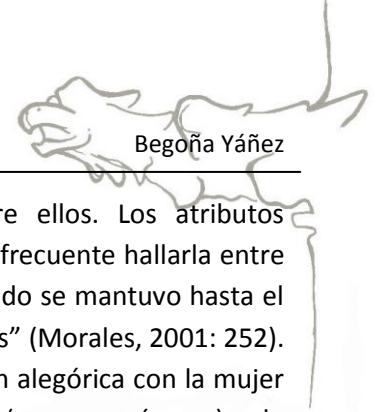 Begoña Yáñez
re ellos. Los atributos
frecuente hallarla entre
do se mantuvo hasta el
s” (Morales, 2001: 252).
n alegórica con la mujer